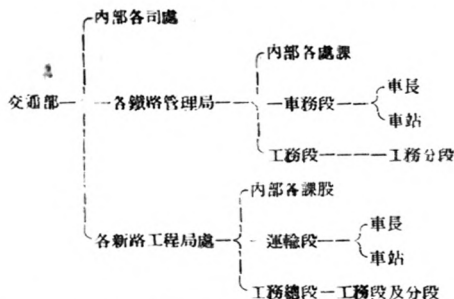 內部各司處
內部各處課
車長
交通部
各鐵路管理局
車務段
車站
工務段
工務分段
內部各課股
車長
各新路工程局處
運輸段
車站
工務總段
工務段及分段